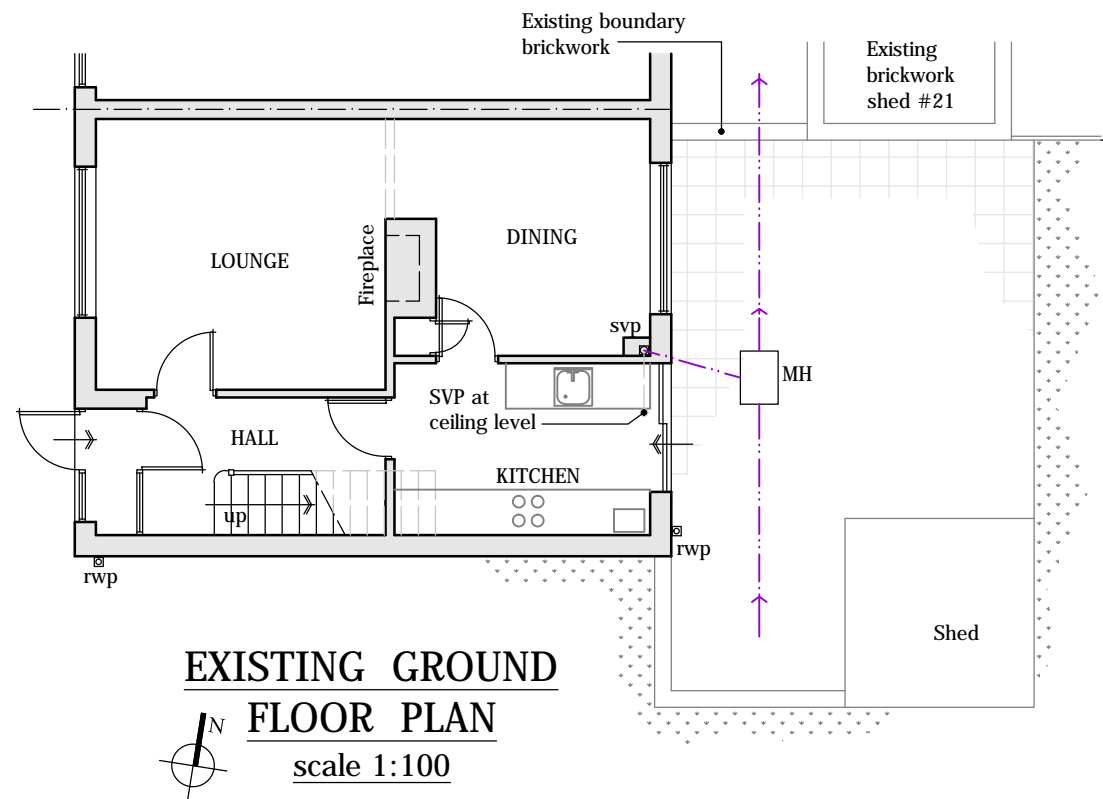 Existing boundary
brickwork
Existing
brickwork
shed #21
LOUNGE
Fireplace
DINING
svp
MH
SVP at
ceiling level
HALL
KITCHEN
up
rwp
rwp
Shed
EXISTING GROUND
FLOOR PLAN
scale 1:100
N